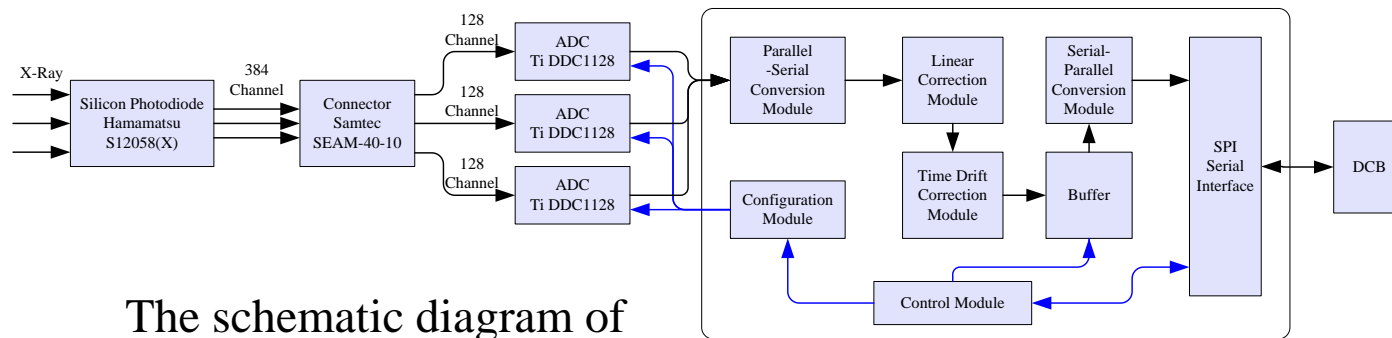 X-Ray
Silicon Photodiode
Hamamatsu
S12058(X)
384
Channel
Connector
Samtec
SEAM-40-10
128
Channel
128
Channel
128
Channel
ADC
Ti DDC1128
ADC
Ti DDC1128
ADC
Ti DDC1128
Parallel
-Serial
Conversion
Module
Linear
Correction
Module
Serial-
Parallel
Conversion
Module
Time Drift
Correction
Module
Buffer
Configuration
Module
Control Module
SPI
Serial
Interface
DCB
The schematic diagram of